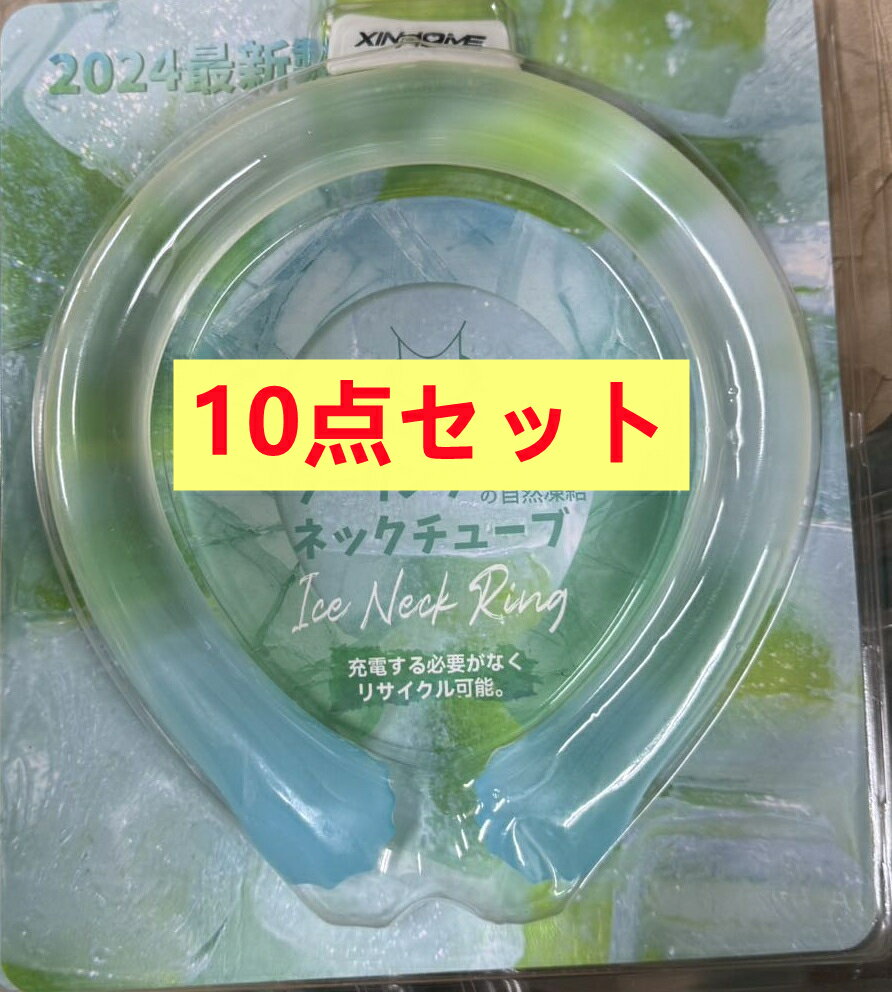 XINHOME
2024最新
10点セット
の自然凍結
ネックチューブ
Ice Neck Ring
充電する必要がなく
リサイクル可能。